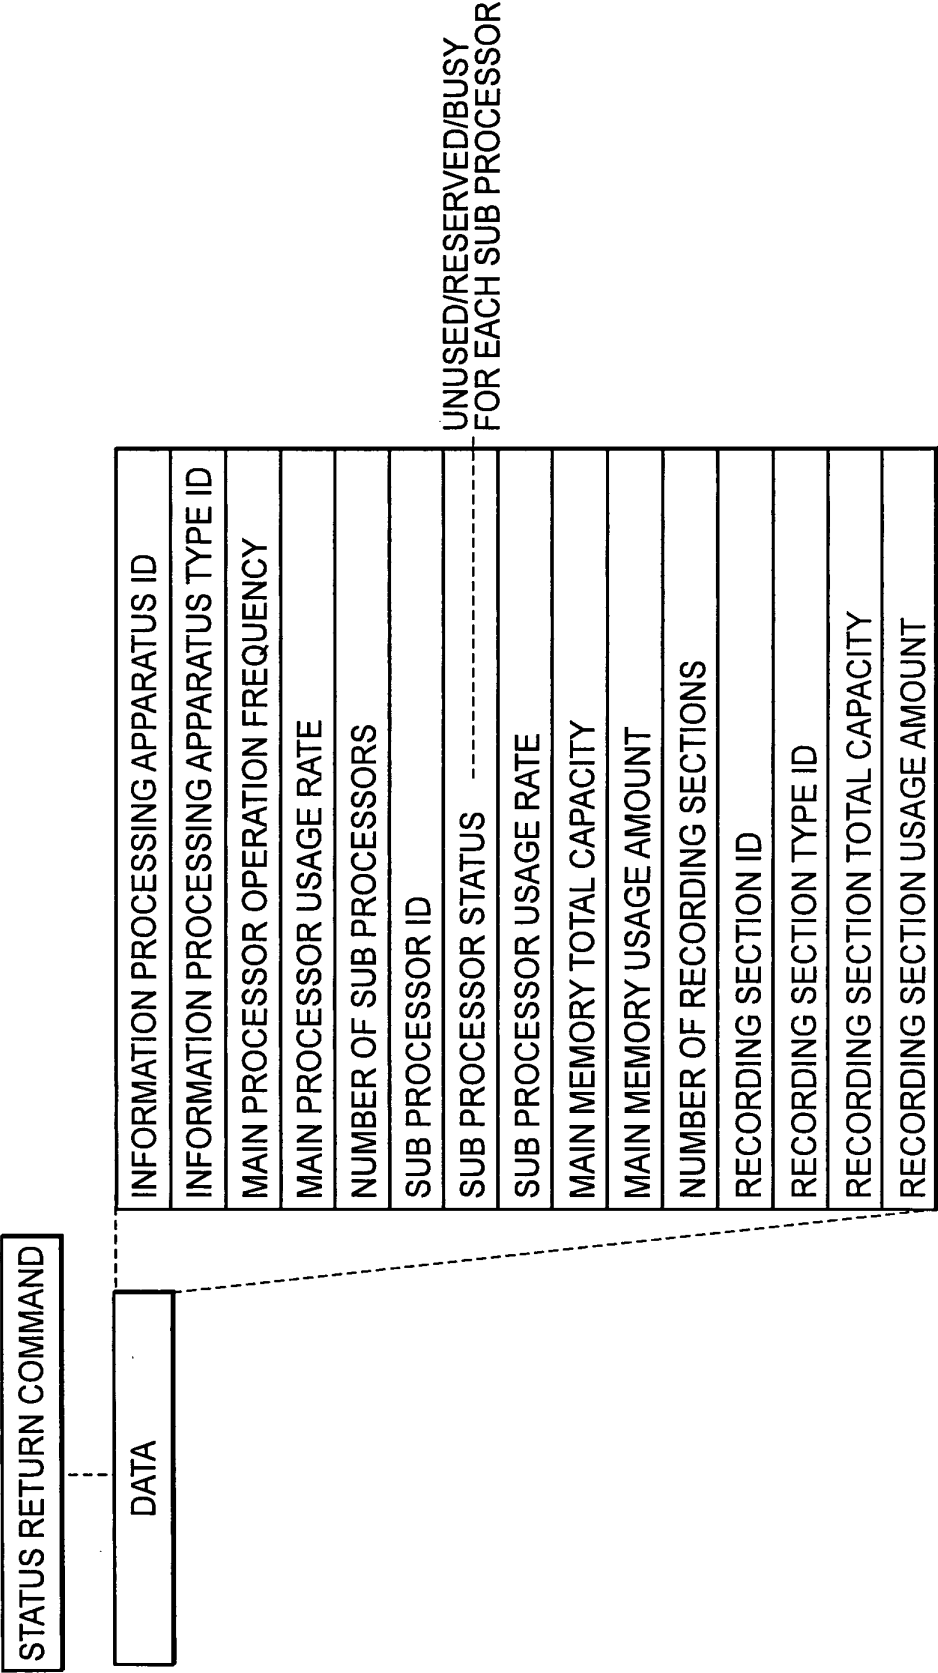 STATUS RETURN COMMAND
DATA
INFORMATION PROCESSING APPARATUS ID
INFORMATION PROCESSING APPARATUS TYPE ID
MAIN PROCESSOR OPERATION FREQUENCY
MAIN PROCESSOR USAGE RATE
NUMBER OF SUB PROCESSORS
SUB PROCESSOR ID
SUB PROCESSOR STATUS
UNUSED/RESERVED/BUSY
FOR EACH SUB PROCESSOR
SUB PROCESSOR USAGE RATE
MAIN MEMORY TOTAL CAPACITY
MAIN MEMORY USAGE AMOUNT
NUMBER OF RECORDING SECTIONS
RECORDING SECTION ID
RECORDING SECTION TYPE ID
RECORDING SECTION TOTAL CAPACITY
RECORDING SECTION USAGE AMOUNT